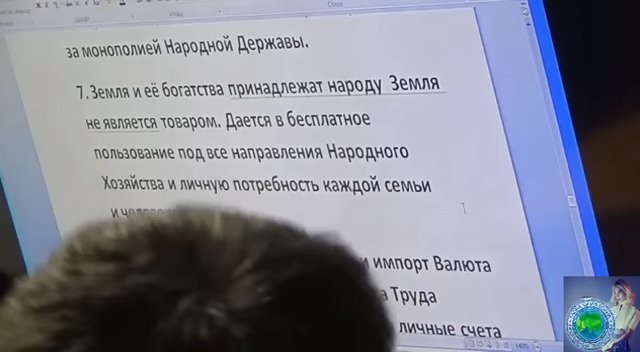 за монополией Народной Державы.
7. Земля и её богатства принадлежат народу Земля
не является товаром. Дается в бесплатное
пользование под все направления Народного
Хозяйства и личную потребность каждой семьи
импорт Валюта
Труда
личные счета